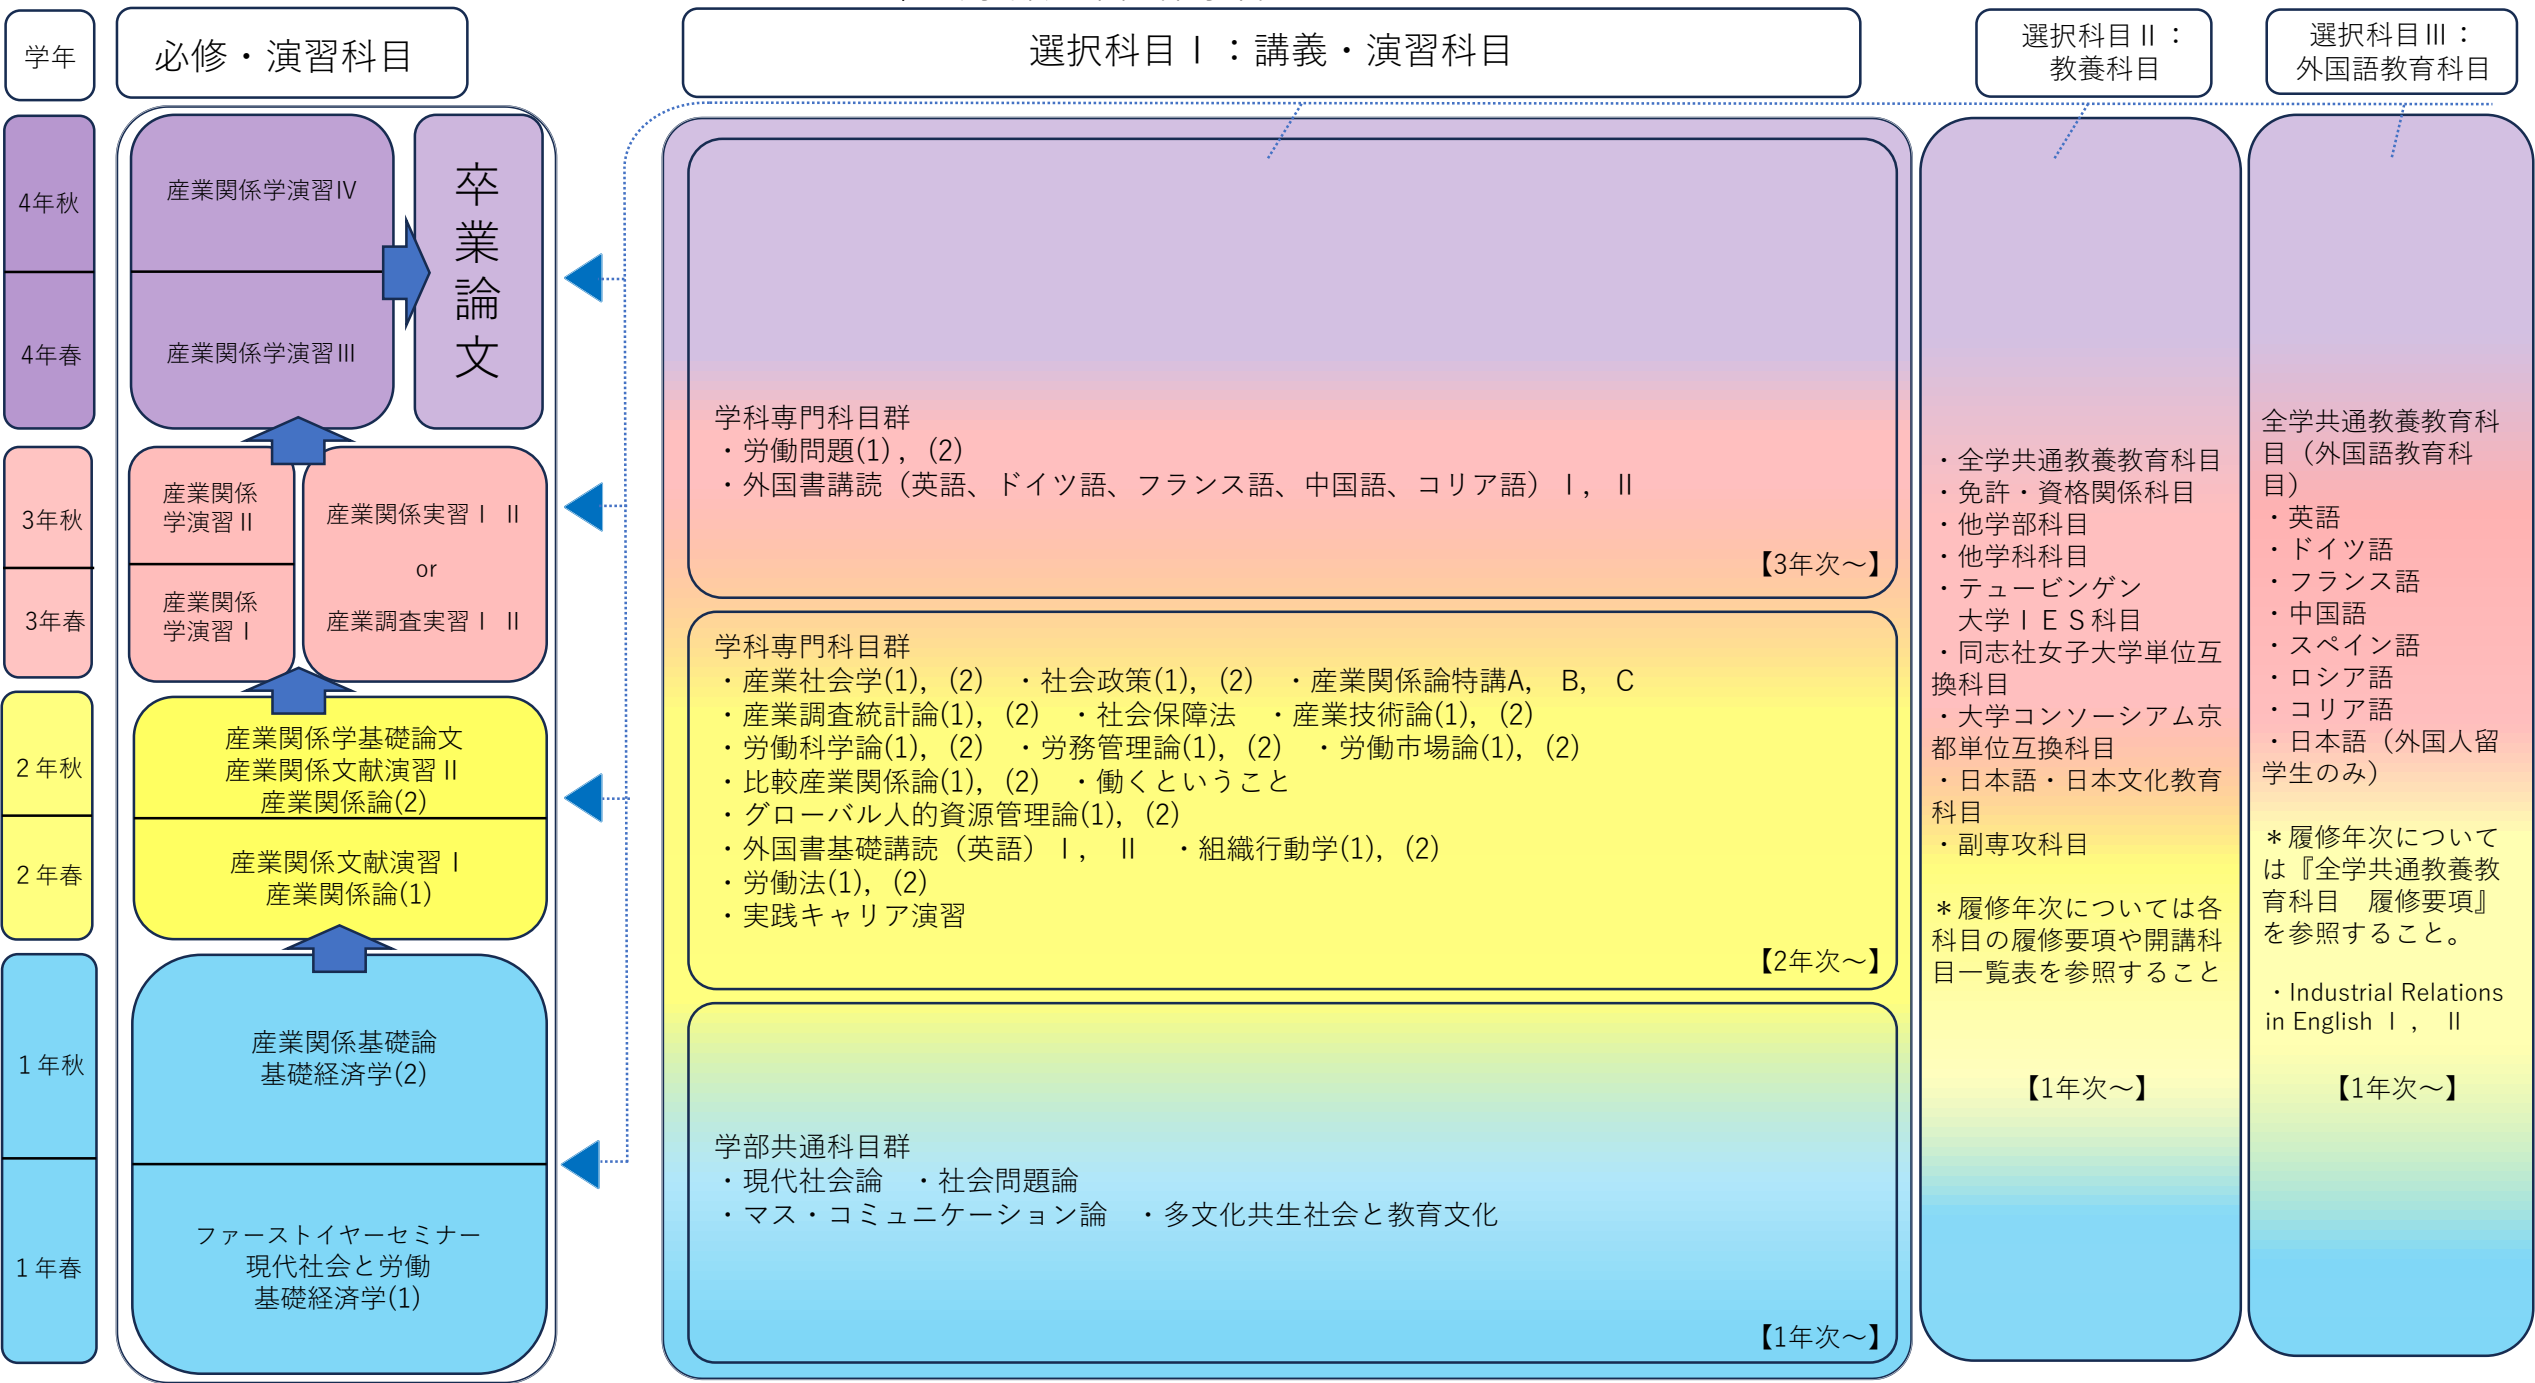 学年
必修・演習科目
選択科目Ⅰ：講義・演習科目
選択科目Ⅱ：
教養科目
選択科目Ⅲ：
外国語教育科目
4年秋
4年春
3年秋
3年春
2年秋
2年春
1年秋
1年春
産業関係学演習Ⅳ
産業関係学演習Ⅲ
卒業論文
産業関係
学演習Ⅱ
産業関係
学演習Ⅰ
産業関係実習Ⅰ Ⅱ
or
産業調査実習Ⅰ Ⅱ
産業関係学基礎論文
産業関係文献演習Ⅱ
産業関係論(2)
産業関係文献演習Ⅰ
産業関係論(1)
産業関係基礎論
基礎経済学(2)
ファーストイヤーセミナー
現代社会と労働
基礎経済学(1)
学科専門科目群
・労働問題(1)，(2)
・外国書講読（英語、ドイツ語、フランス語、中国語、コリア語）Ⅰ，Ⅱ
【3年次～】
学科専門科目群
・産業社会学(1)，(2)　・社会政策(1)，(2)　・産業関係論特講A，B，C
・産業調査統計論(1)，(2)　・社会保障法　・産業技術論(1)，(2)
・労働科学論(1)，(2)　・労務管理論(1)，(2)　・労働市場論(1)，(2)
・比較産業関係論(1)，(2)　・働くということ
・グローバル人的資源管理論(1)，(2)
・外国書基礎講読（英語）Ⅰ，Ⅱ　・組織行動学(1)，(2)
・労働法(1)，(2)
・実践キャリア演習
【2年次～】
学部共通科目群
・現代社会論　・社会問題論
・マス・コミュニケーション論　・多文化共生社会と教育文化
【1年次～】
・全学共通教養教育科目
・免許・資格関係科目
・他学部科目
・他学科科目
・テュービンゲン
大学ＩＥＳ科目
・同志社女子大学単位互
換科目
・大学コンソーシアム京
都単位互換科目
・日本語・日本文化教育
科目
・副専攻科目
＊履修年次については各
科目の履修要項や開講科
目一覧表を参照すること
【1年次～】
全学共通教養教育科
目（外国語教育科
目）
・英語
・ドイツ語
・フランス語
・中国語
・スペイン語
・ロシア語
・コリア語
・日本語（外国人留
学生のみ）
＊履修年次について
は『全学共通教養教
育科目　履修要項』
を参照すること。
・Industrial Relations
in English Ⅰ，Ⅱ
【1年次～】